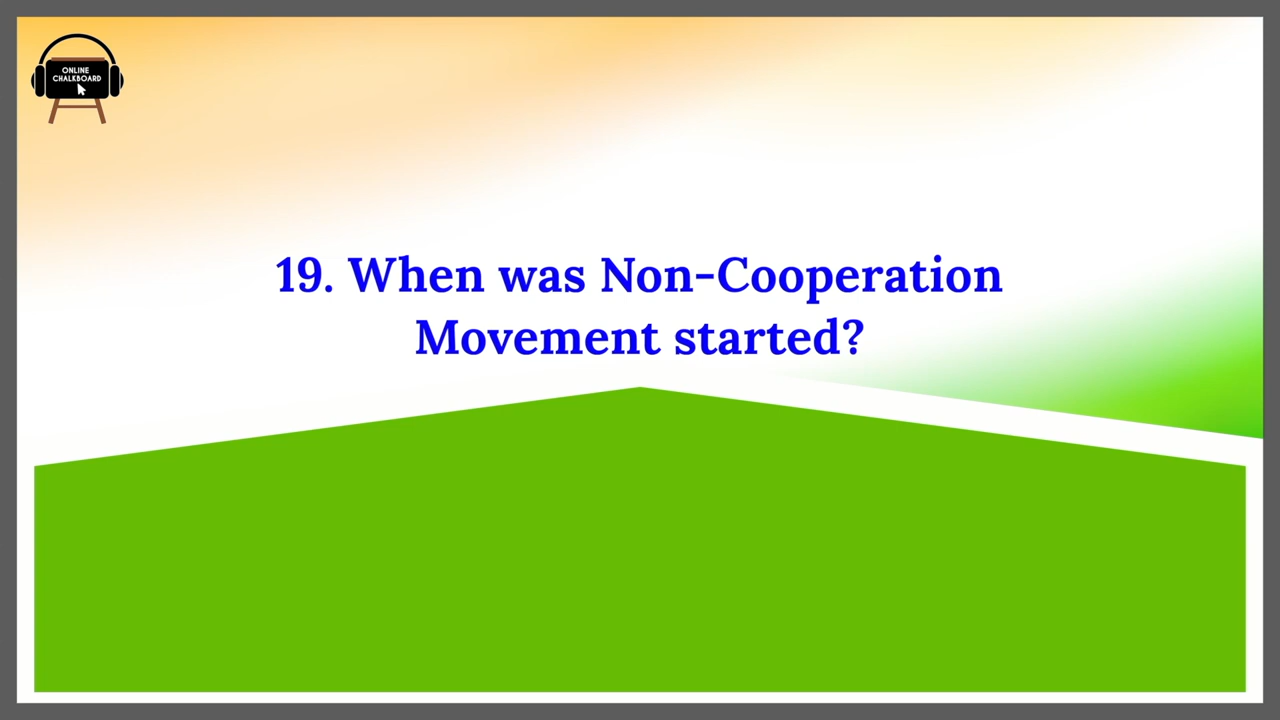 ONLINE
CHALKBOARD
19. When was Non-Cooperation
Movement started?